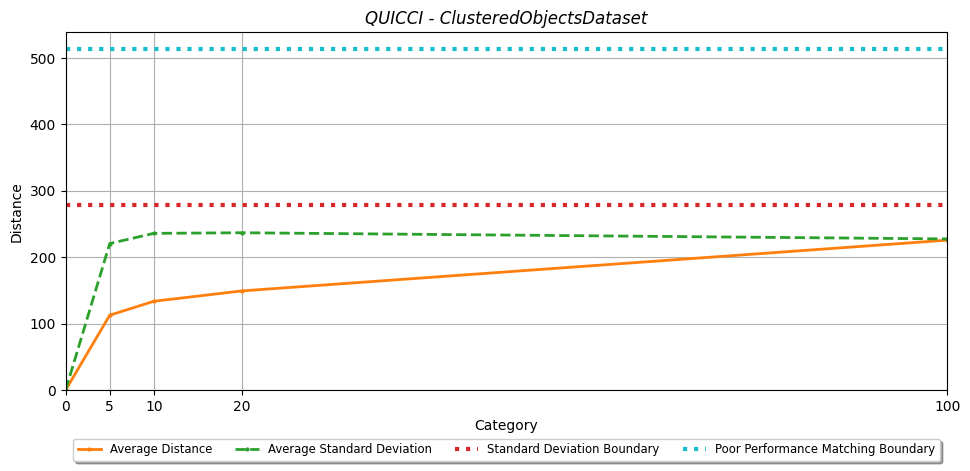 QUICCI - ClusteredObjectsDataset
500
400
300
200
100
0
Distance
0 5 10 20 100
Category
Average Distance Average Standard Deviation Standard Deviation Boundary Poor Performance Matching Boundary